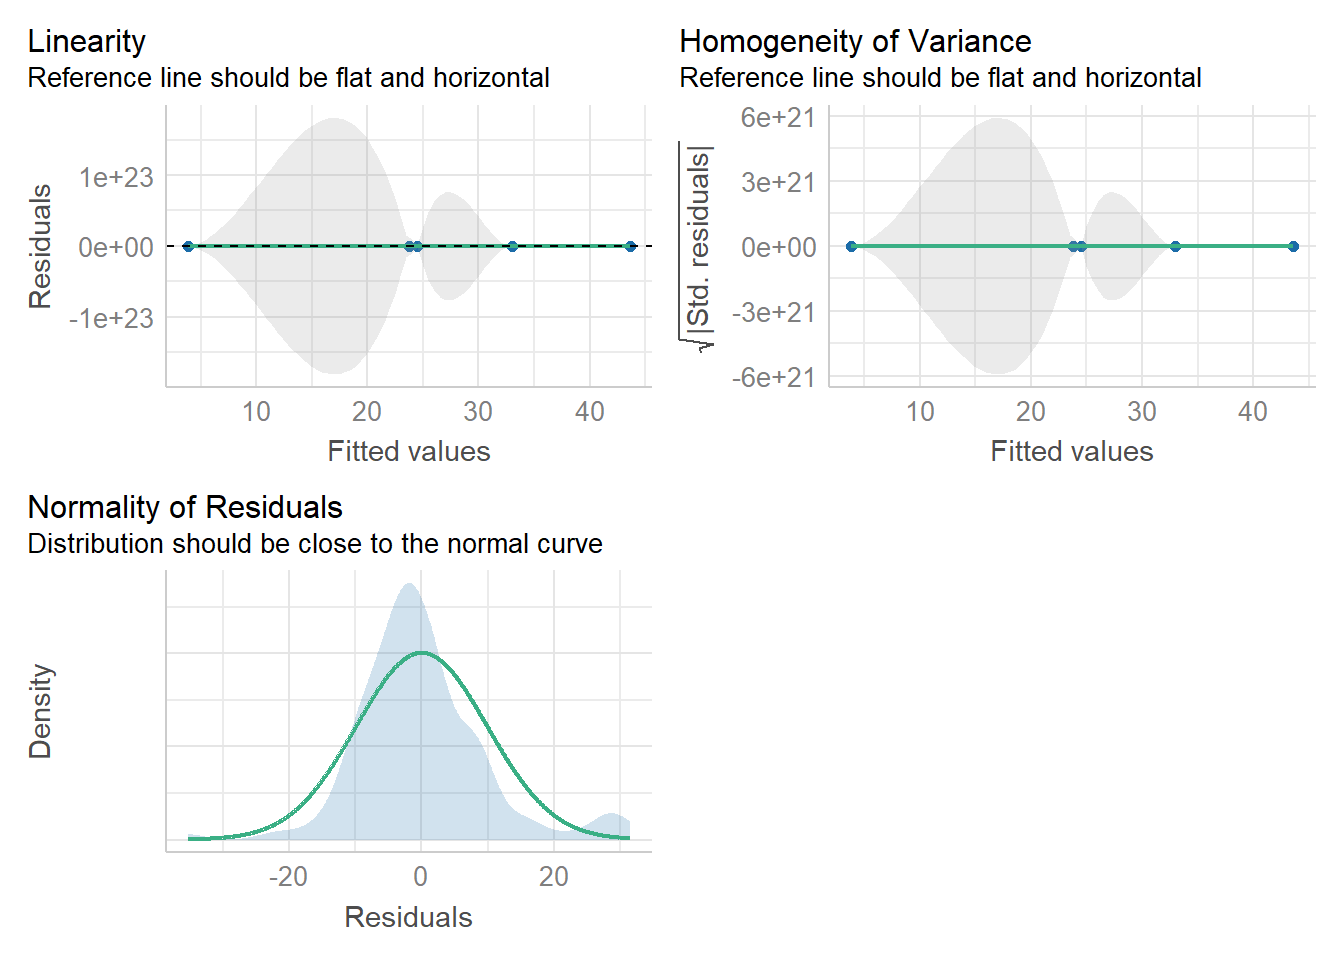 Linearity
Reference line should be flat and horizontal
Residuals
1e+23
0e+00
-1e+23
10 20 30 40
Fitted values
Homogeneity of Variance
Reference line should be flat and horizontal
√|Std. residuals|
6e+21
3e+21
0e+00
-3e+21
-6e+21
10 20 30 40
Fitted values
Normality of Residuals
Distribution should be close to the normal curve
Density
-20 0 20
Residuals